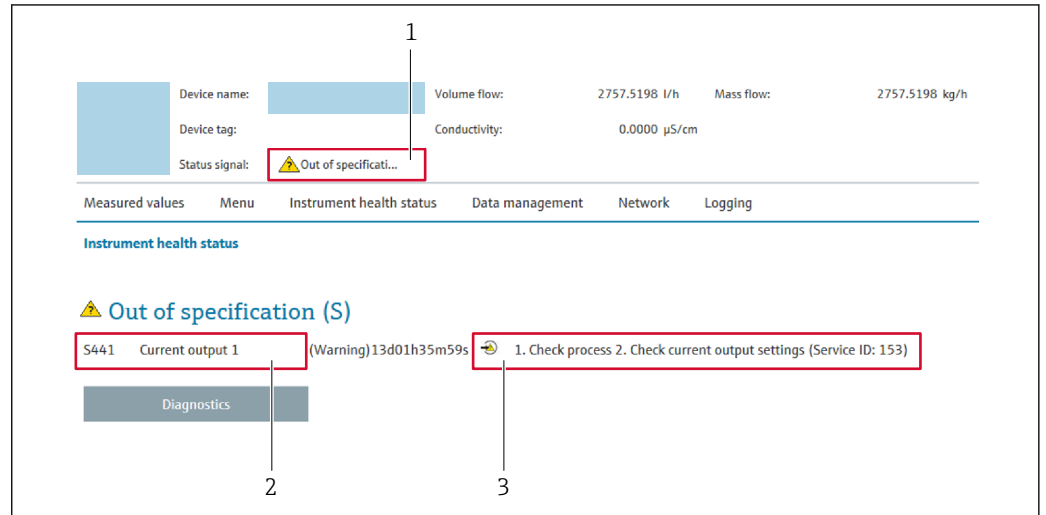 1
Device name: Volume flow: 2757.5198 l/h Mass flow: 2757.5198 kg/h
Device tag: Conductivity: 0.0000 µS/cm
Status signal: Out of specificati...
Measured values Menu Instrument health status Data management Network Logging
Instrument health status
Out of specification (S)
S441 Current output 1 (Warning)13d01h35m59s 1. Check process 2. Check current output settings (Service ID: 153)
Diagnostics
2 3